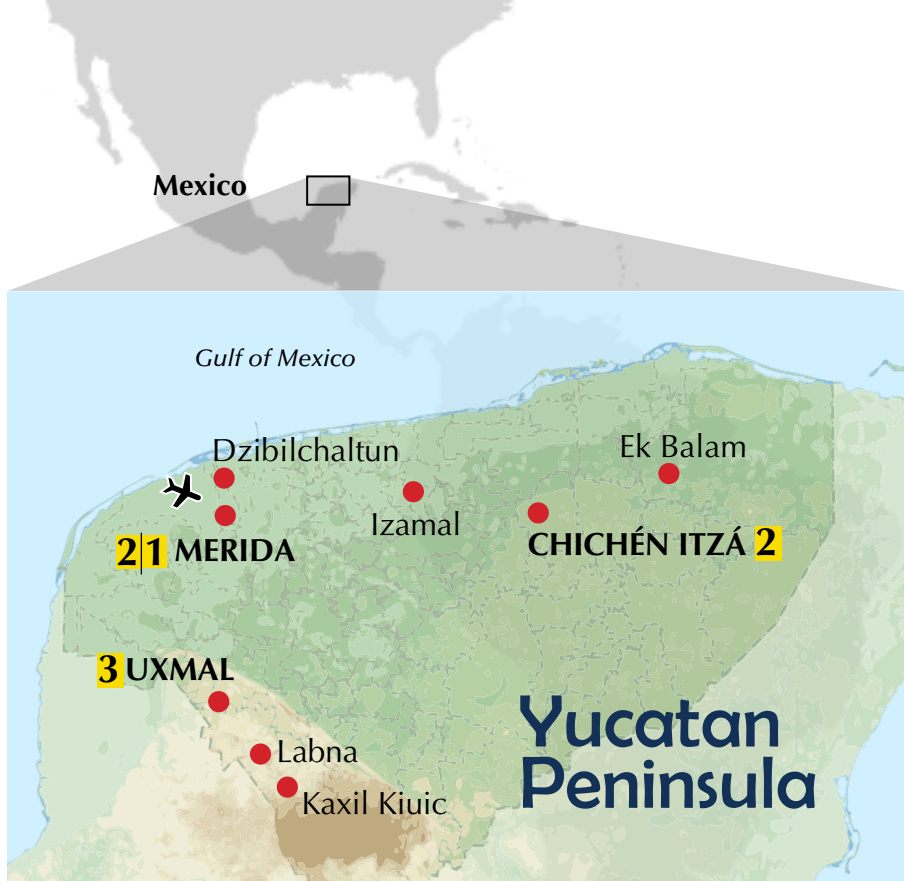 Mexico
Gulf of Mexico
Dzibilchaltun
Ek Balam
Izamal
2|1 MERIDA
CHICHÉN ITZÁ 2
3 UXMAL
Yucatan
Peninsula
Labna
Kaxil Kiuic